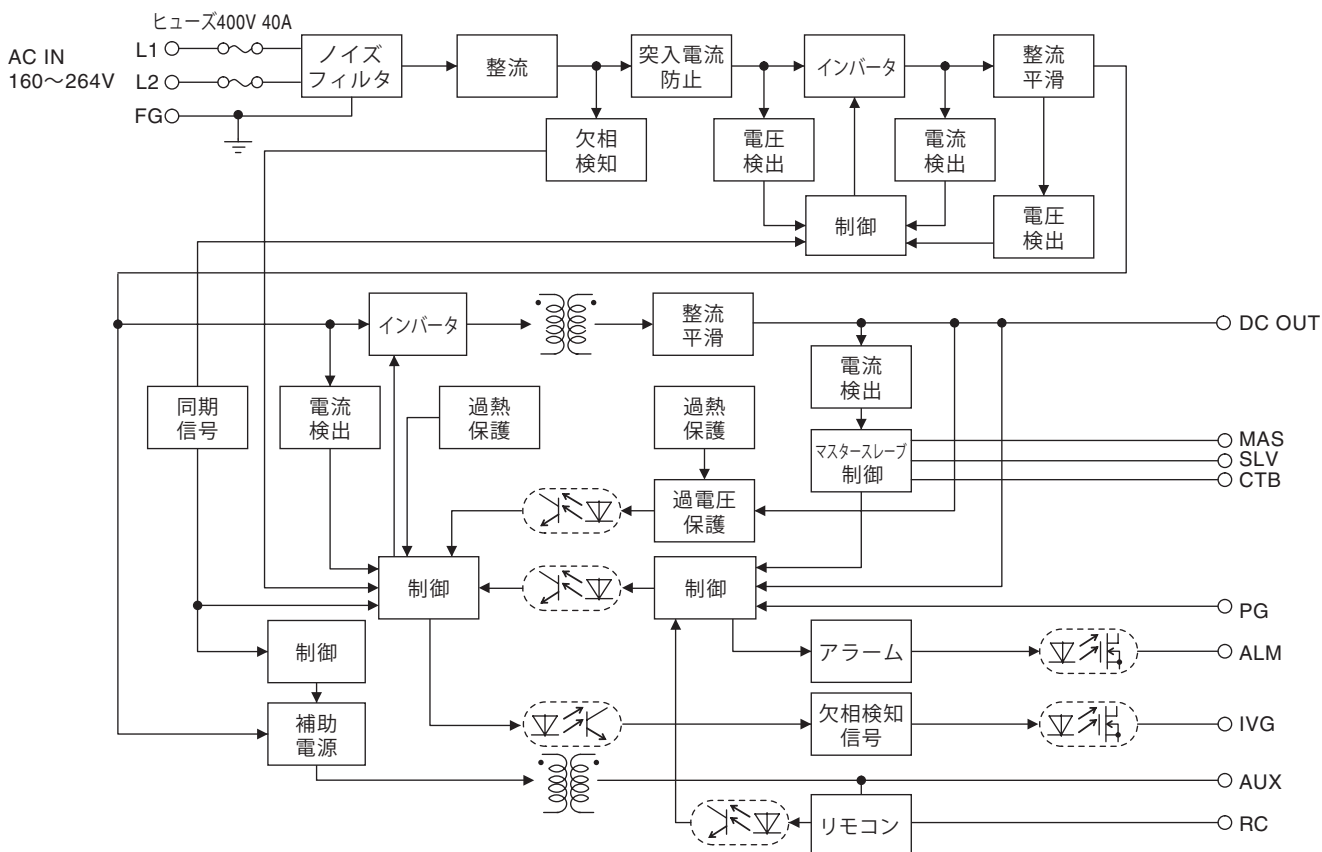 ヒューズ400V 40A
AC IN
160〜264V
L1
L2
FG
ノイズ
フィルタ
整流
突入電流
防止
インバータ
整流
平滑
欠相
検知
電圧
検出
電流
検出
制御
電圧
検出
インバータ
整流
平滑
DC OUT
電流
検出
同期
信号
電流
検出
過熱
保護
過熱
保護
マスタースレーブ
制御
MAS
SLV
CTB
過電圧
保護
制御
制御
PG
制御
アラーム
ALM
補助
電源
欠相検知
信号
IVG
AUX
リモコン
RC